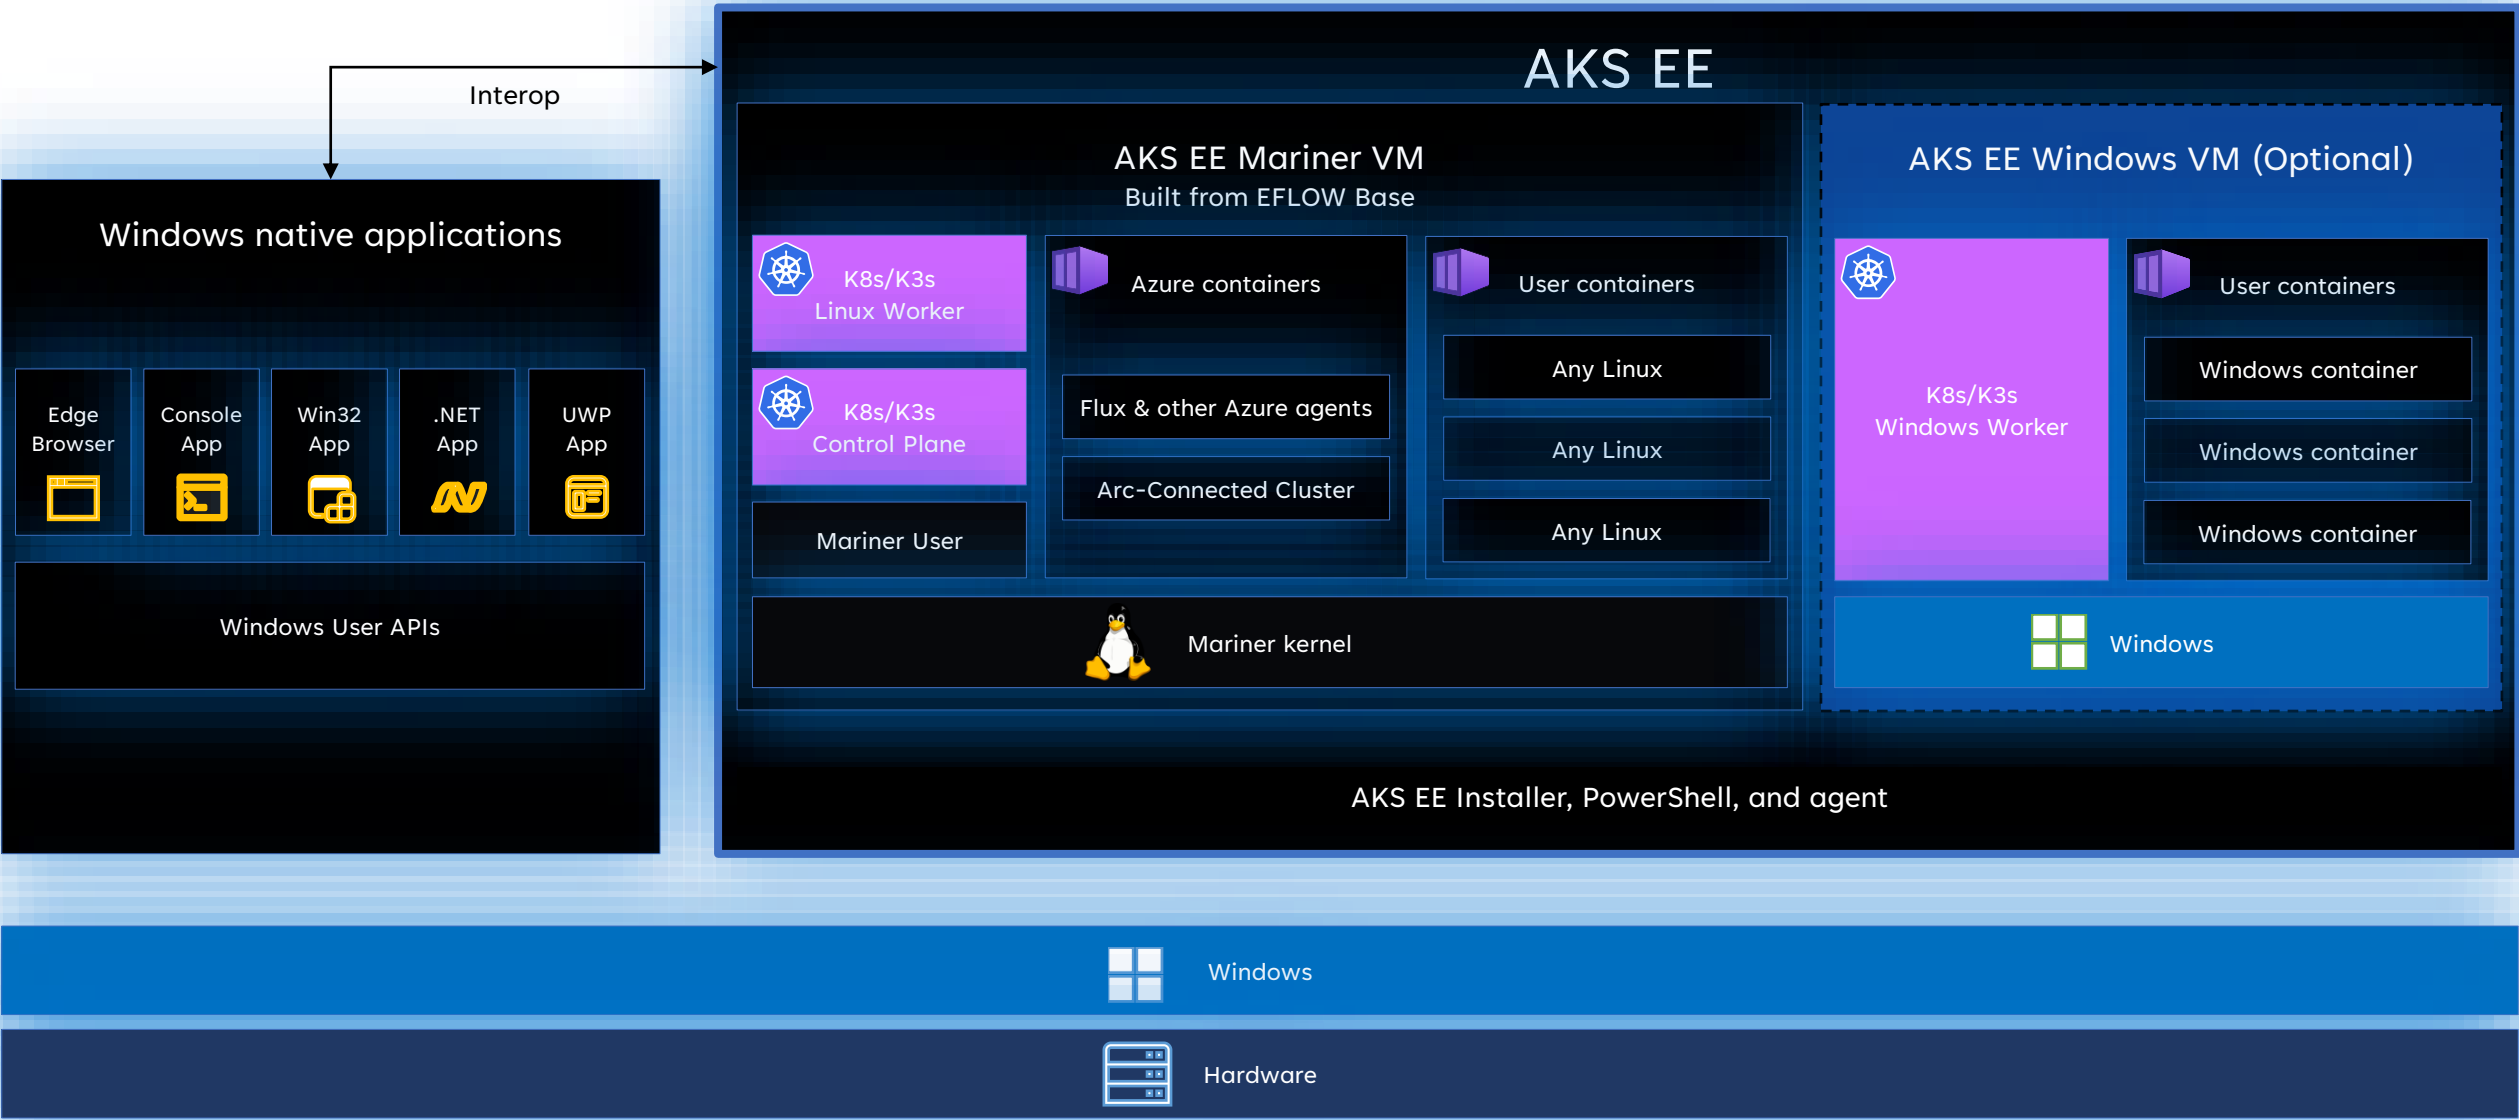 Interop
Windows native applications
Edge
Browser
Console
App
Win32
App
.NET
App
UWP
App
Windows User APIs
AKS EE
AKS EE Mariner VM
Built from EFLOW Base
K8s/K3s
Linux Worker
K8s/K3s
Control Plane
Mariner User
Azure containers
Flux & other Azure agents
Arc-Connected Cluster
User containers
Any Linux
Any Linux
Any Linux
Mariner kernel
AKS EE Windows VM (Optional)
K8s/K3s
Windows Worker
User containers
Windows container
Windows container
Windows container
Windows
AKS EE Installer, PowerShell, and agent
Windows
Hardware